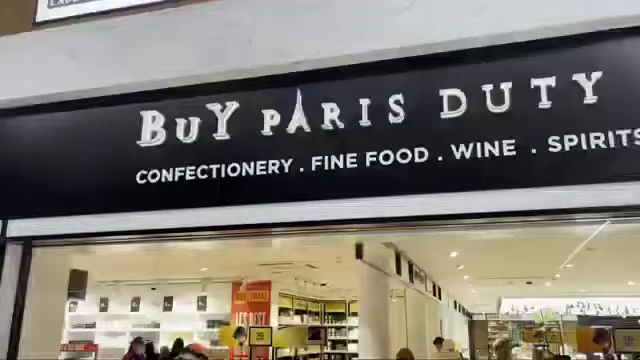 BUY PARIS DUTY
CONFECTIONERY . FINE FOOD . WINE . SPIRITS